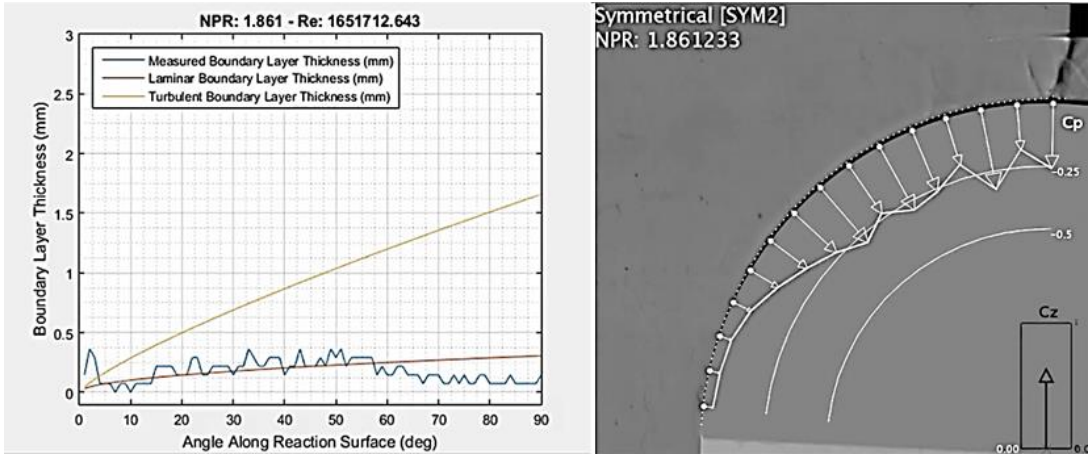 NPR: 1.861 - Re: 1651712.643
3
2.5
2
1.5
1
0.5
0
Boundary Layer Thickness (mm)
Measured Boundary Layer Thickness (mm)
Laminar Boundary Layer Thickness (mm)
Turbulent Boundary Layer Thickness (mm)
0 10 20 30 40 50 60 70 80 90
Angle Along Reaction Surface (deg)
Symmetrical [SYM2]
NPR: 1.861233
Cp
-0.25
-0.5
Cz
1
0.00